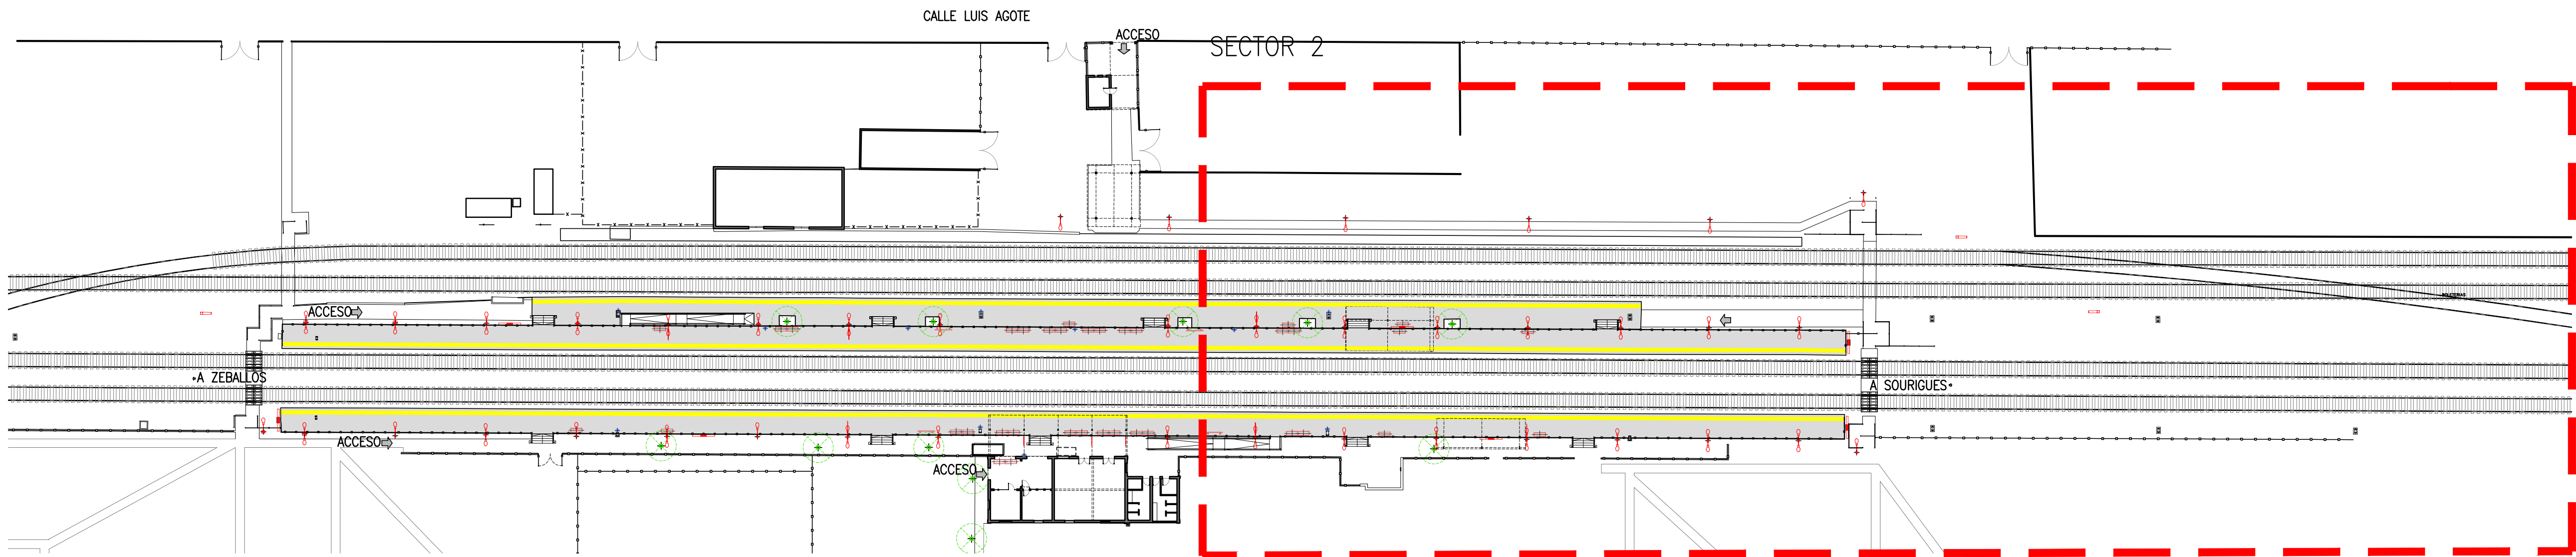 CALLE LUIS AGOTE
ACCESO
SECTOR 2
ACCESO
A ZEBALLOS
A SOURIGUES
ACCESO
ACCESO